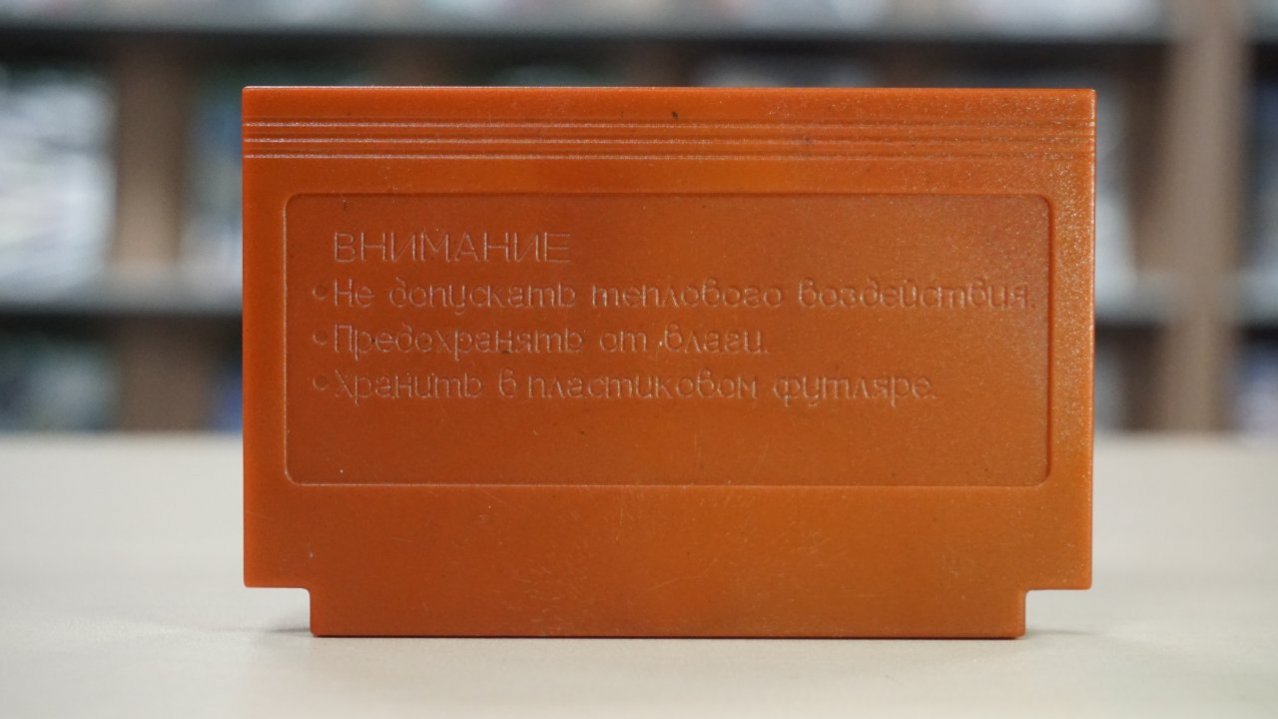 ВНИМАНИЕ
• Не допускать теплового воздействия.
• Предохранять от влаги.
• Хранить в пластиковом футляре.